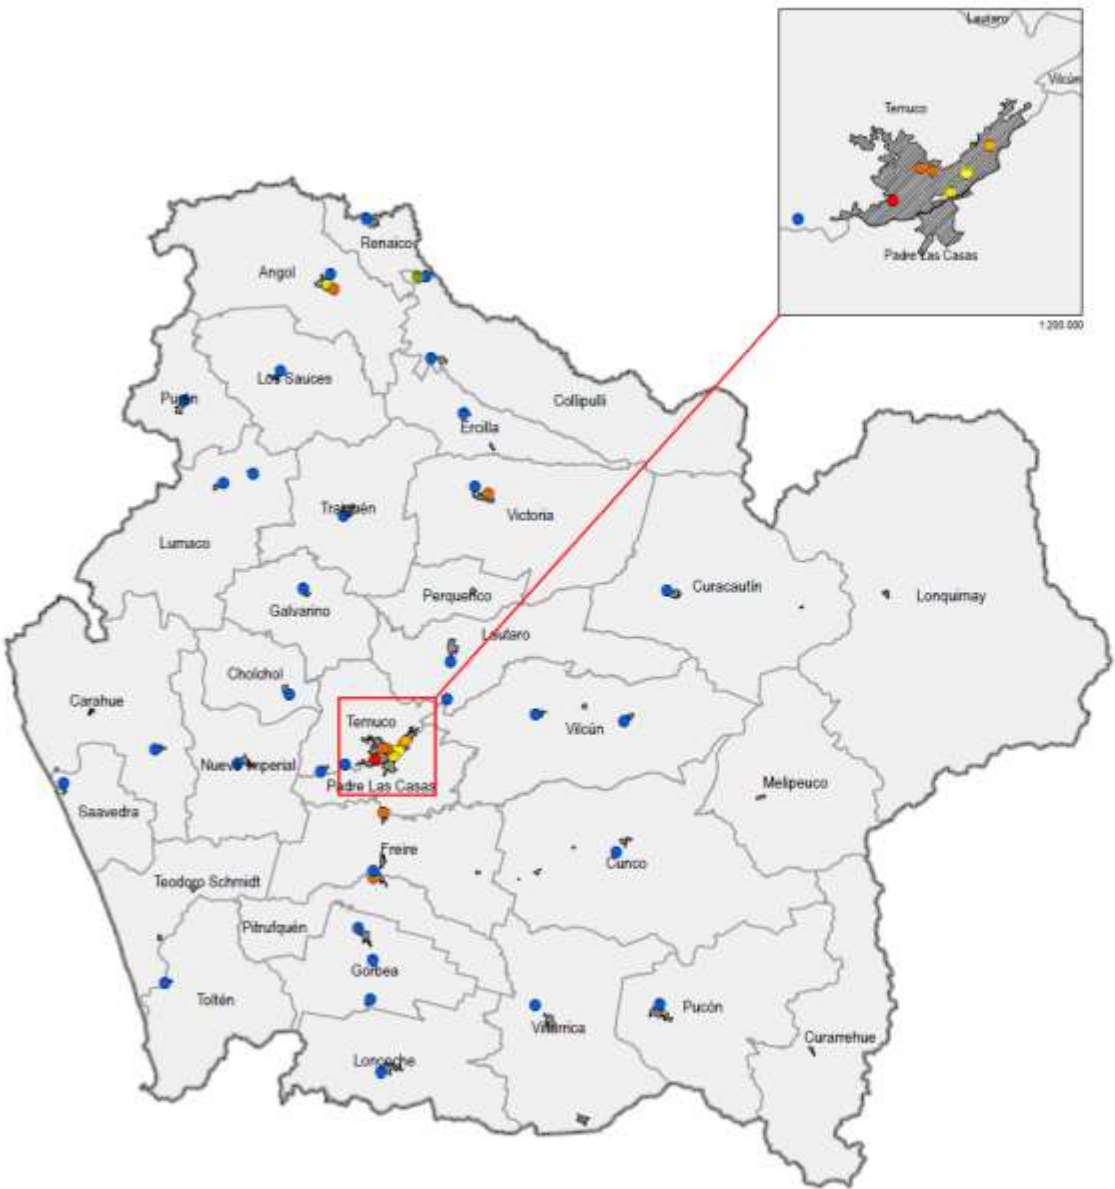 Lautaro
Vilcún
Temuco
Padre Las Casas
1:200.000
Renaico
Angol
Los Sauces
Purén
Collipulli
Ercilla
Traiguén
Victoria
Lumaco
Galvarino
Perquenco
Curacautín
Lonquimay
Lautaro
Cholchol
Carahue
Temuco
Vilcún
Nueva Imperial
Padre Las Casas
Melipeuco
Saavedra
Freire
Cunco
Teodoro Schmidt
Pitrufquén
Gorbea
Toltén
Villarrica
Pucón
Curarrehue
Loncoche